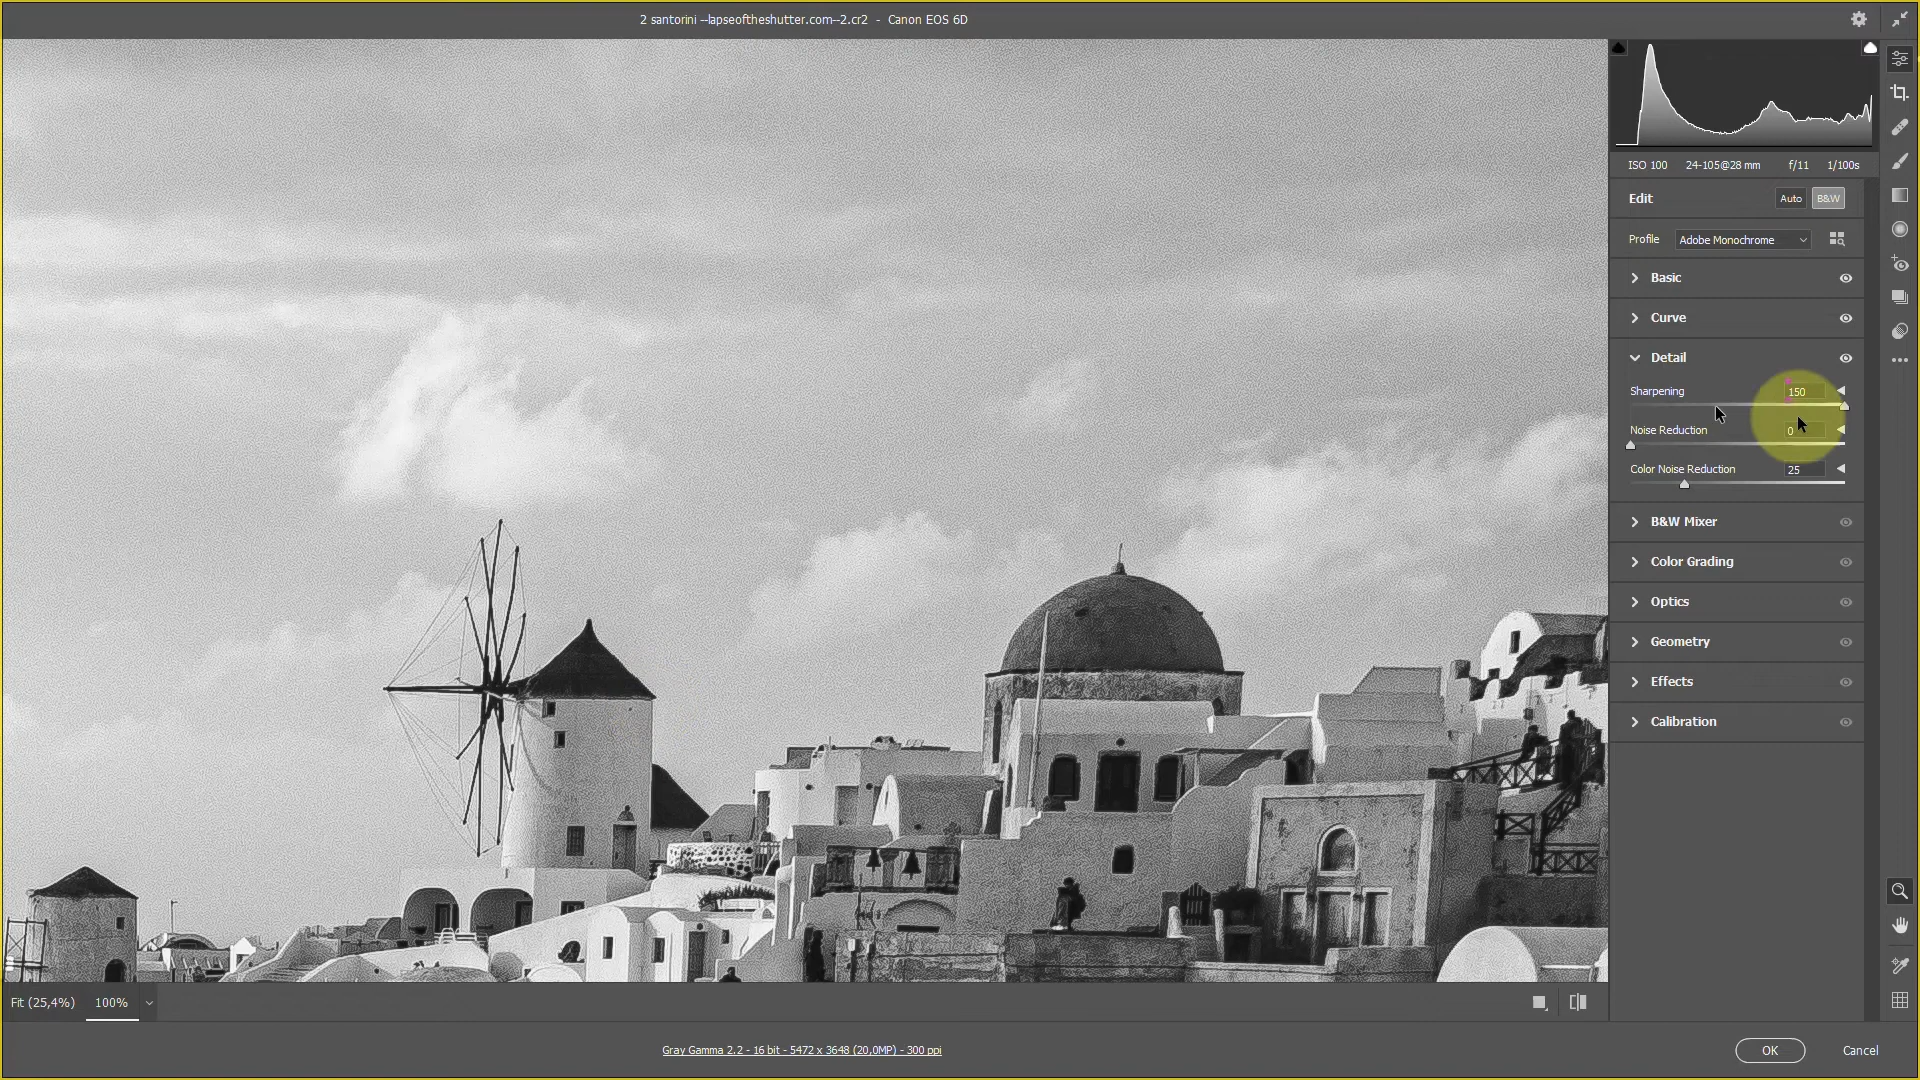 2 santorini --lapseoftheshutter.com--2.cr2 - Canon EOS 6D
ISO 100 24-105@28 mm f/11 1/100s
Edit Auto B&W
Profile Adobe Monochrome
Basic
Curve
Detail
Sharpening 150
Noise Reduction 0
Color Noise Reduction 25
B&W Mixer
Color Grading
Optics
Geometry
Effects
Calibration
Fit (25,4%) 100%
Gray Gamma 2.2 - 16 bit - 5472 x 3648 (20,0MP) - 300 ppi
OK Cancel